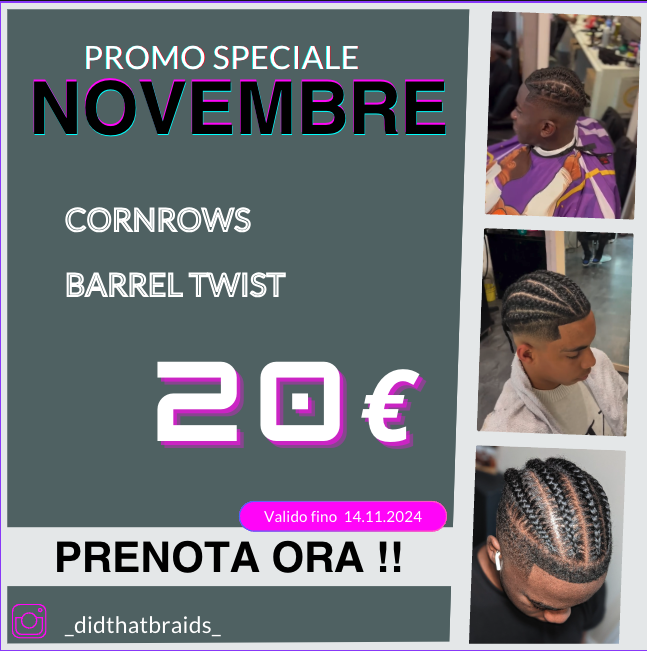 PROMO SPECIALE
NOVEMBRE
CORNROWS
BARREL TWIST
20€
Valido fino 14.11.2024
PRENOTA ORA !!
_didthatbraids_